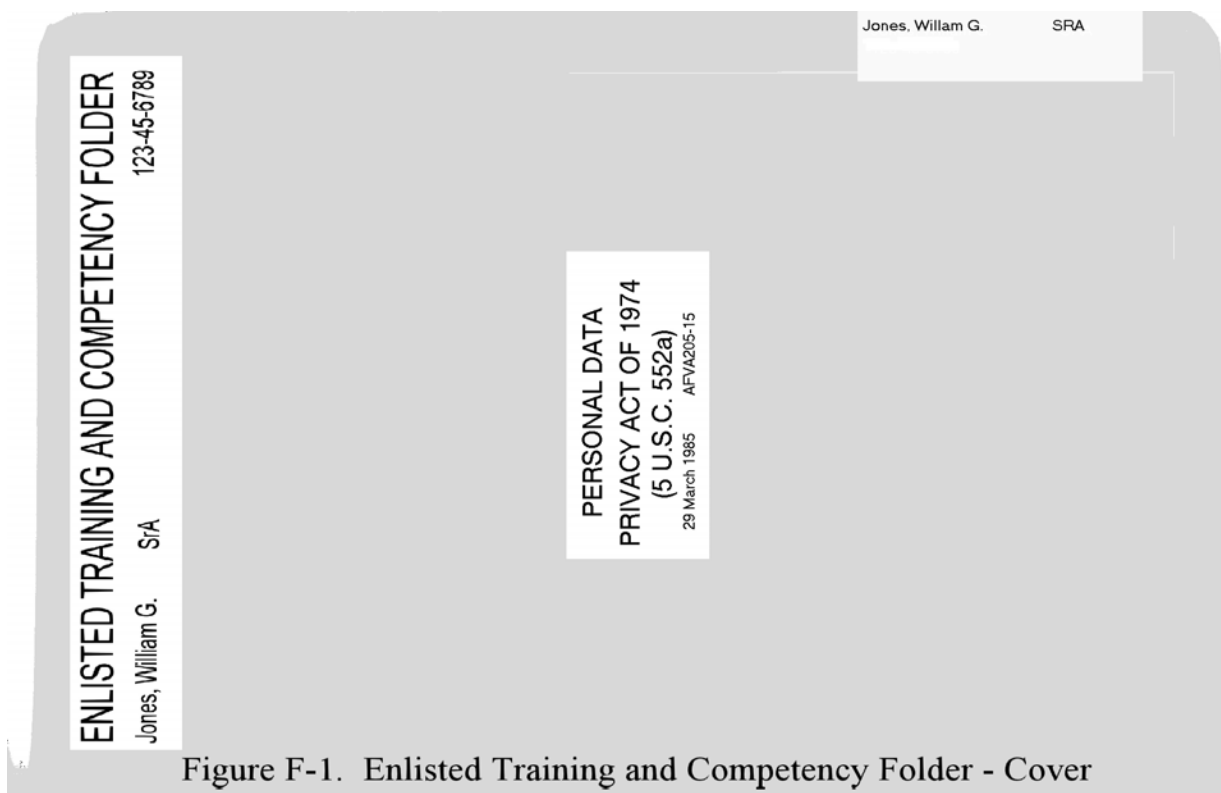 Jones, Willam G. SRA
ENLISTED TRAINING AND COMPETENCY FOLDER
Jones, William G. SrA 123-45-6789
PERSONAL DATA
PRIVACY ACT OF 1974
(5 U.S.C. 552a)
29 March 1985 AFVA205-15
Figure F-1. Enlisted Training and Competency Folder - Cover